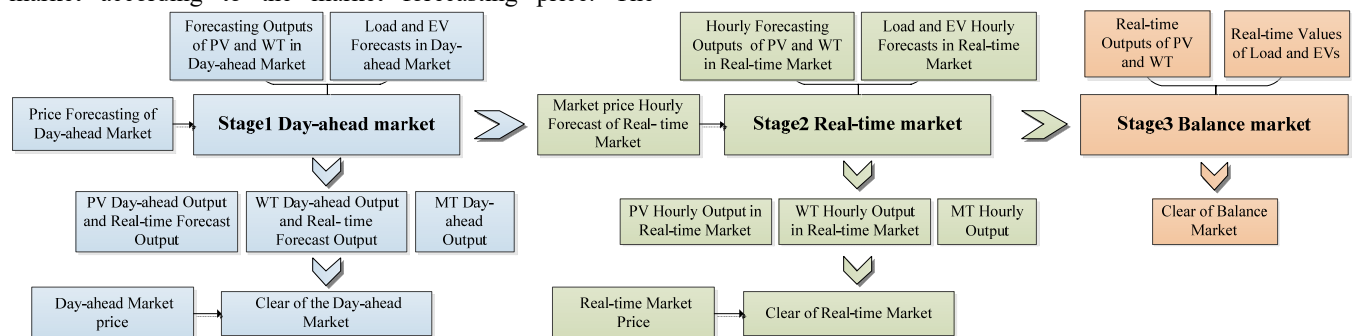 market according to the market forecasting price. The
Forecasting Outputs
of PV and WT in
Day-ahead Market
Load and EV
Forecasts in Day-
ahead Market
Price Forecasting of
Day-ahead Market
Stage1 Day-ahead market
PV Day-ahead Output
and Real-time Forecast
Output
WT Day-ahead Output
and Real- time
Forecast Output
MT Day-
ahead
Output
Day-ahead Market
price
Clear of the Day-ahead
Market
Hourly Forecasting
Outputs of PV and WT
in Real-time Market
Load and EV Hourly
Forecasts in Real-time
Market
Market price Hourly
Forecast of Real- time
Market
Stage2 Real-time market
PV Hourly Output in
Real-time Market
WT Hourly Output
in Real-time Market
MT Hourly
Output
Real-time Market
Price
Clear of Real-time Market
Real-time
Outputs of PV
and WT
Real-time Values
of Load and EVs
Stage3 Balance market
Clear of Balance
Market